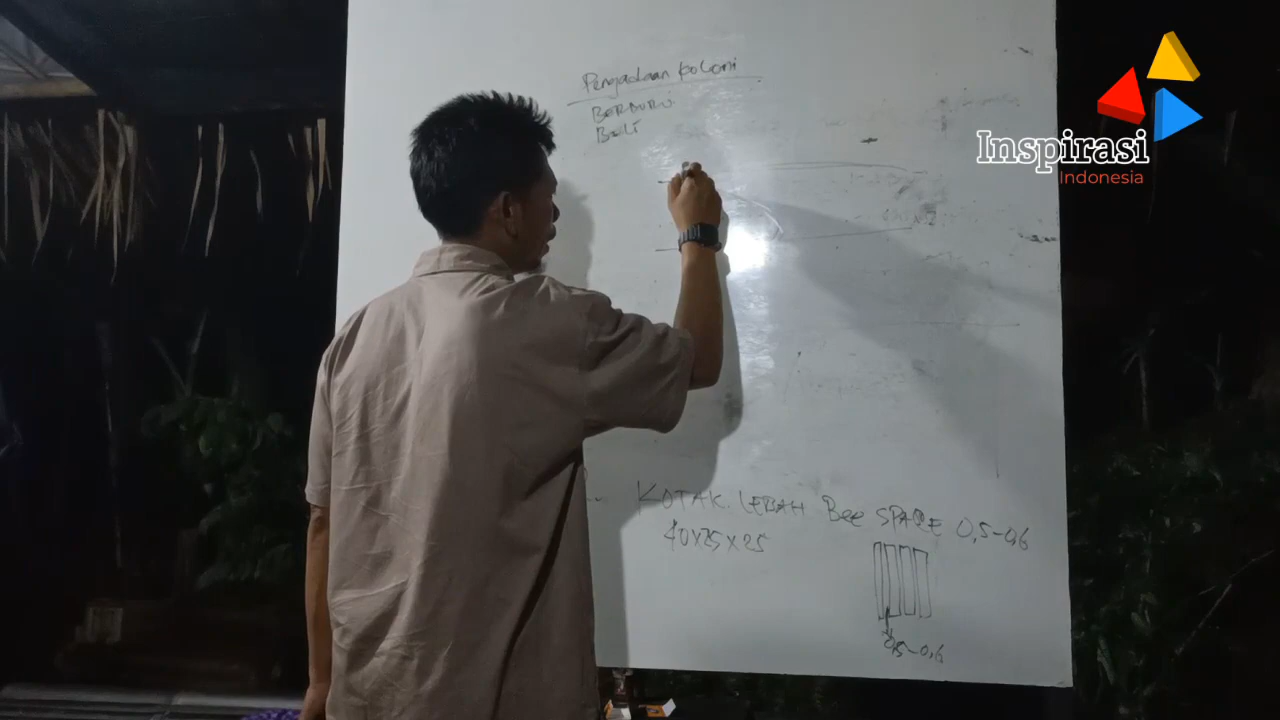 Pengadaan koloni
BERBURU
Beli
Inspirasi
Indonesia
KOTAK LEBAH Bee SPACE 0,5-0,6
40x25x25
0,5-0,6